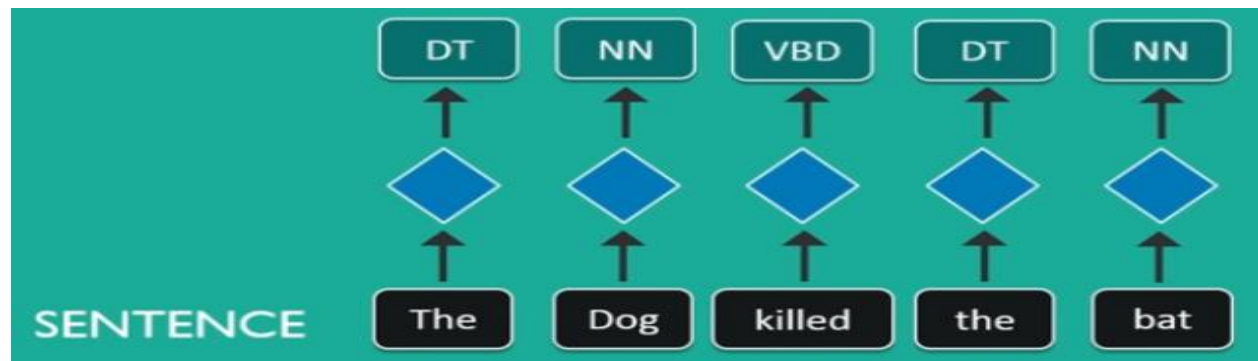 DT NN VBD DT NN
SENTENCE The Dog killed the bat